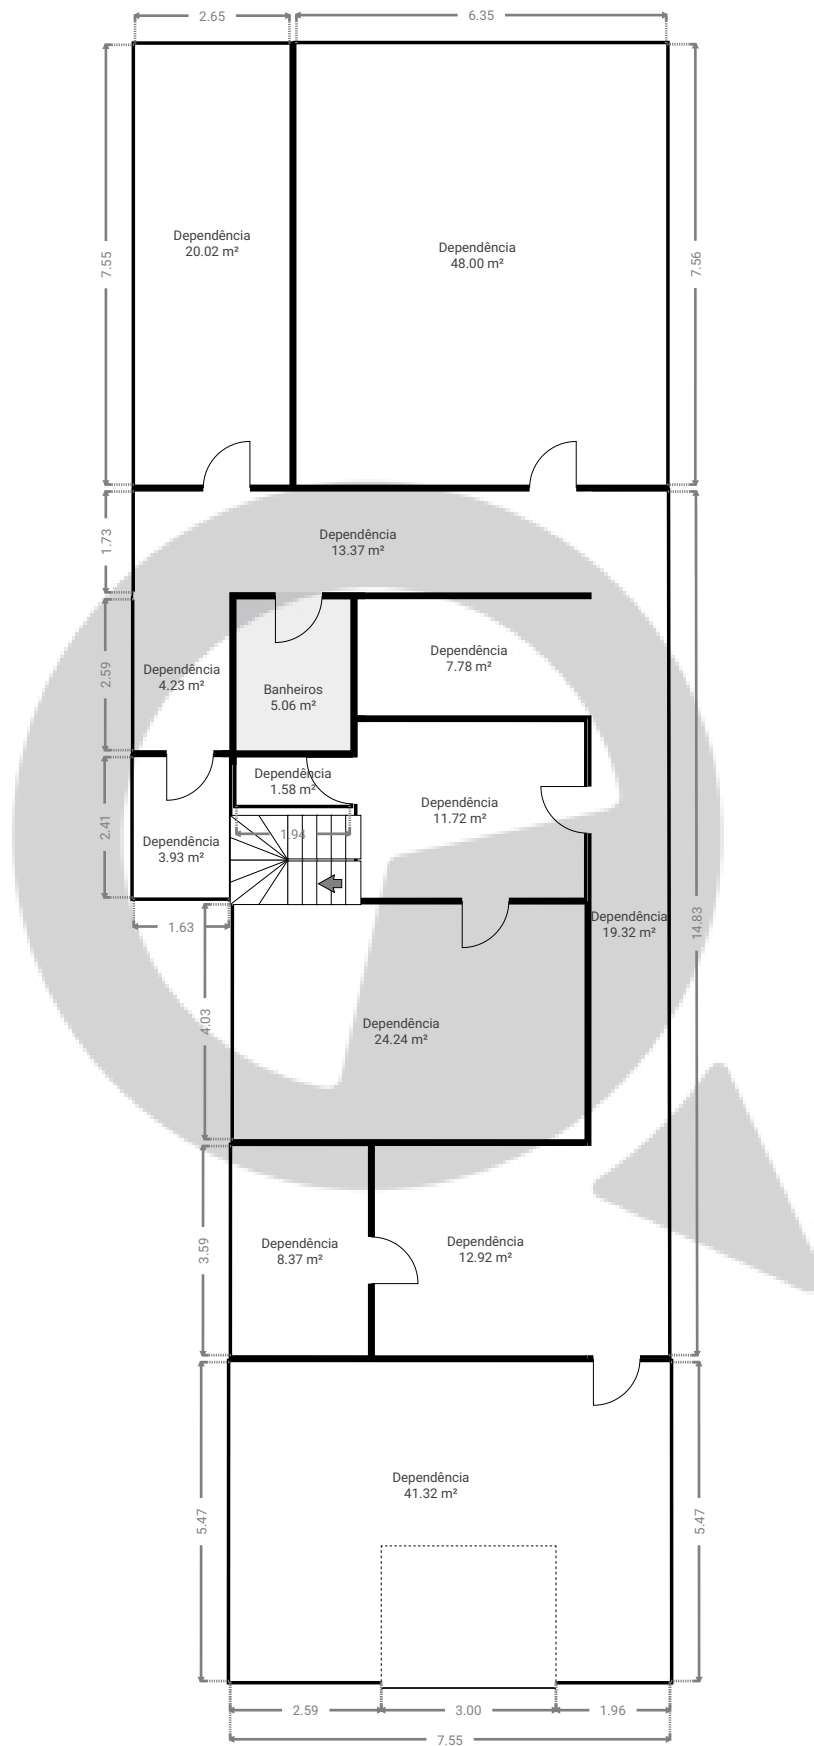 2.65
6.35
7.55
7.56
Dependência
20.02 m²
Dependência
48.00 m²
1.73
Dependência
13.37 m²
2.59
Dependência
4.23 m²
Banheiros
5.06 m²
Dependência
7.78 m²
2.41
Dependência
1.58 m²
Dependência
11.72 m²
1.94
Dependência
3.93 m²
1.63
Dependência
19.32 m²
14.83
4.03
Dependência
24.24 m²
3.59
Dependência
8.37 m²
Dependência
12.92 m²
5.47
Dependência
41.32 m²
5.47
2.59
3.00
1.96
7.55